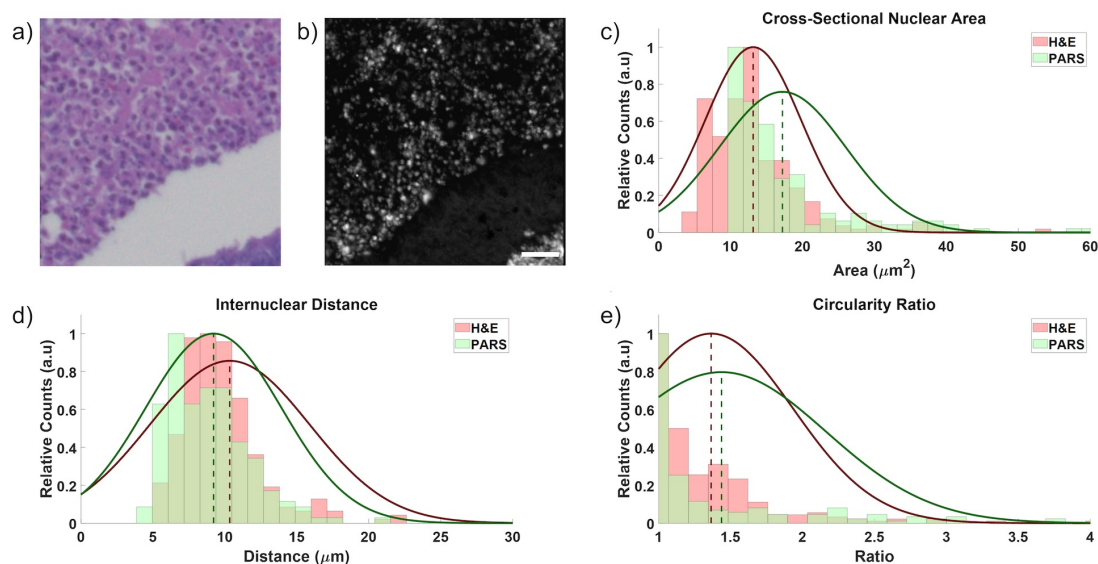 a)
b)
c)
Cross-Sectional Nuclear Area
H&E
PARS
Relative Counts (a.u)
1
0.8
0.6
0.4
0.2
0
0 10 20 30 40 50 60
Area (μm²)
d)
Internuclear Distance
H&E
PARS
Relative Counts (a.u)
1
0.8
0.6
0.4
0.2
0
0 5 10 15 20 25 30
Distance (μm)
e)
Circularity Ratio
H&E
PARS
Relative Counts (a.u)
1
0.8
0.6
0.4
0.2
0
1 1.5 2 2.5 3 3.5 4
Ratio